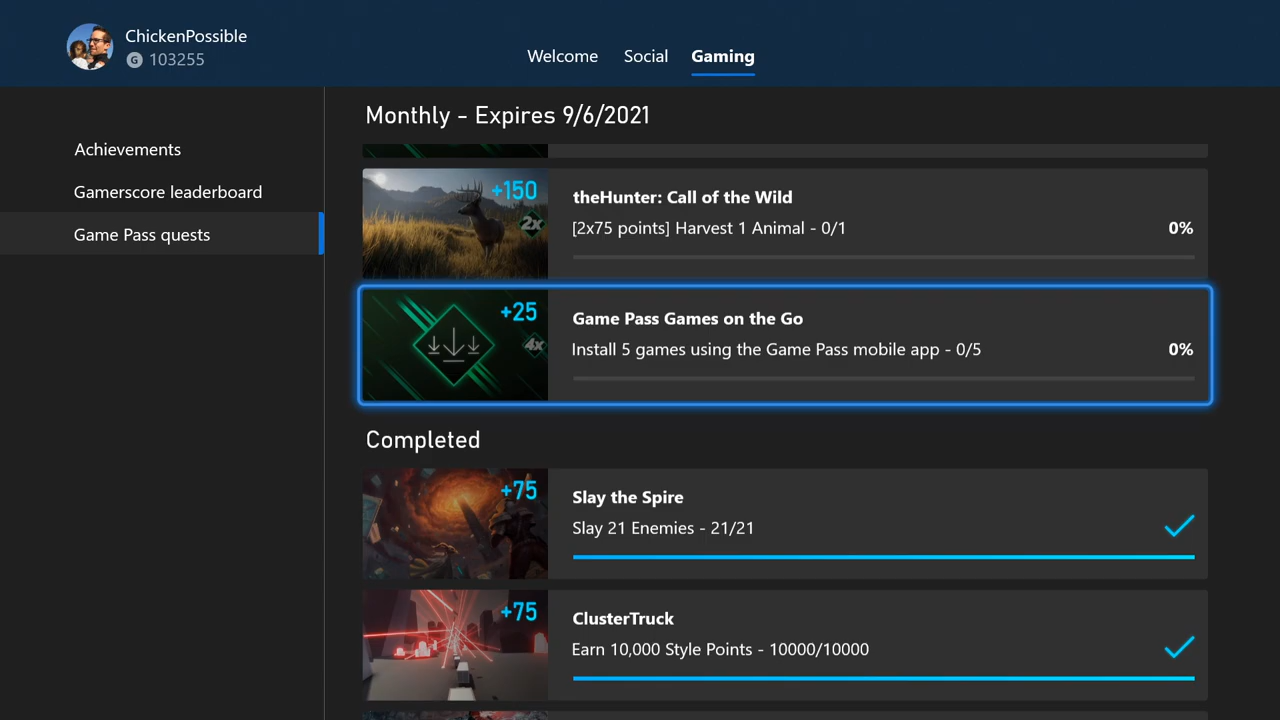 ChickenPossible
G 103255
Welcome Social Gaming
Achievements
Gamerscore leaderboard
Game Pass quests
Monthly - Expires 9/6/2021
+150
2x
theHunter: Call of the Wild
[2x75 points] Harvest 1 Animal - 0/1
0%
+25
4x
Game Pass Games on the Go
Install 5 games using the Game Pass mobile app - 0/5
0%
Completed
+75
Slay the Spire
Slay 21 Enemies - 21/21
+75
ClusterTruck
Earn 10,000 Style Points - 10000/10000